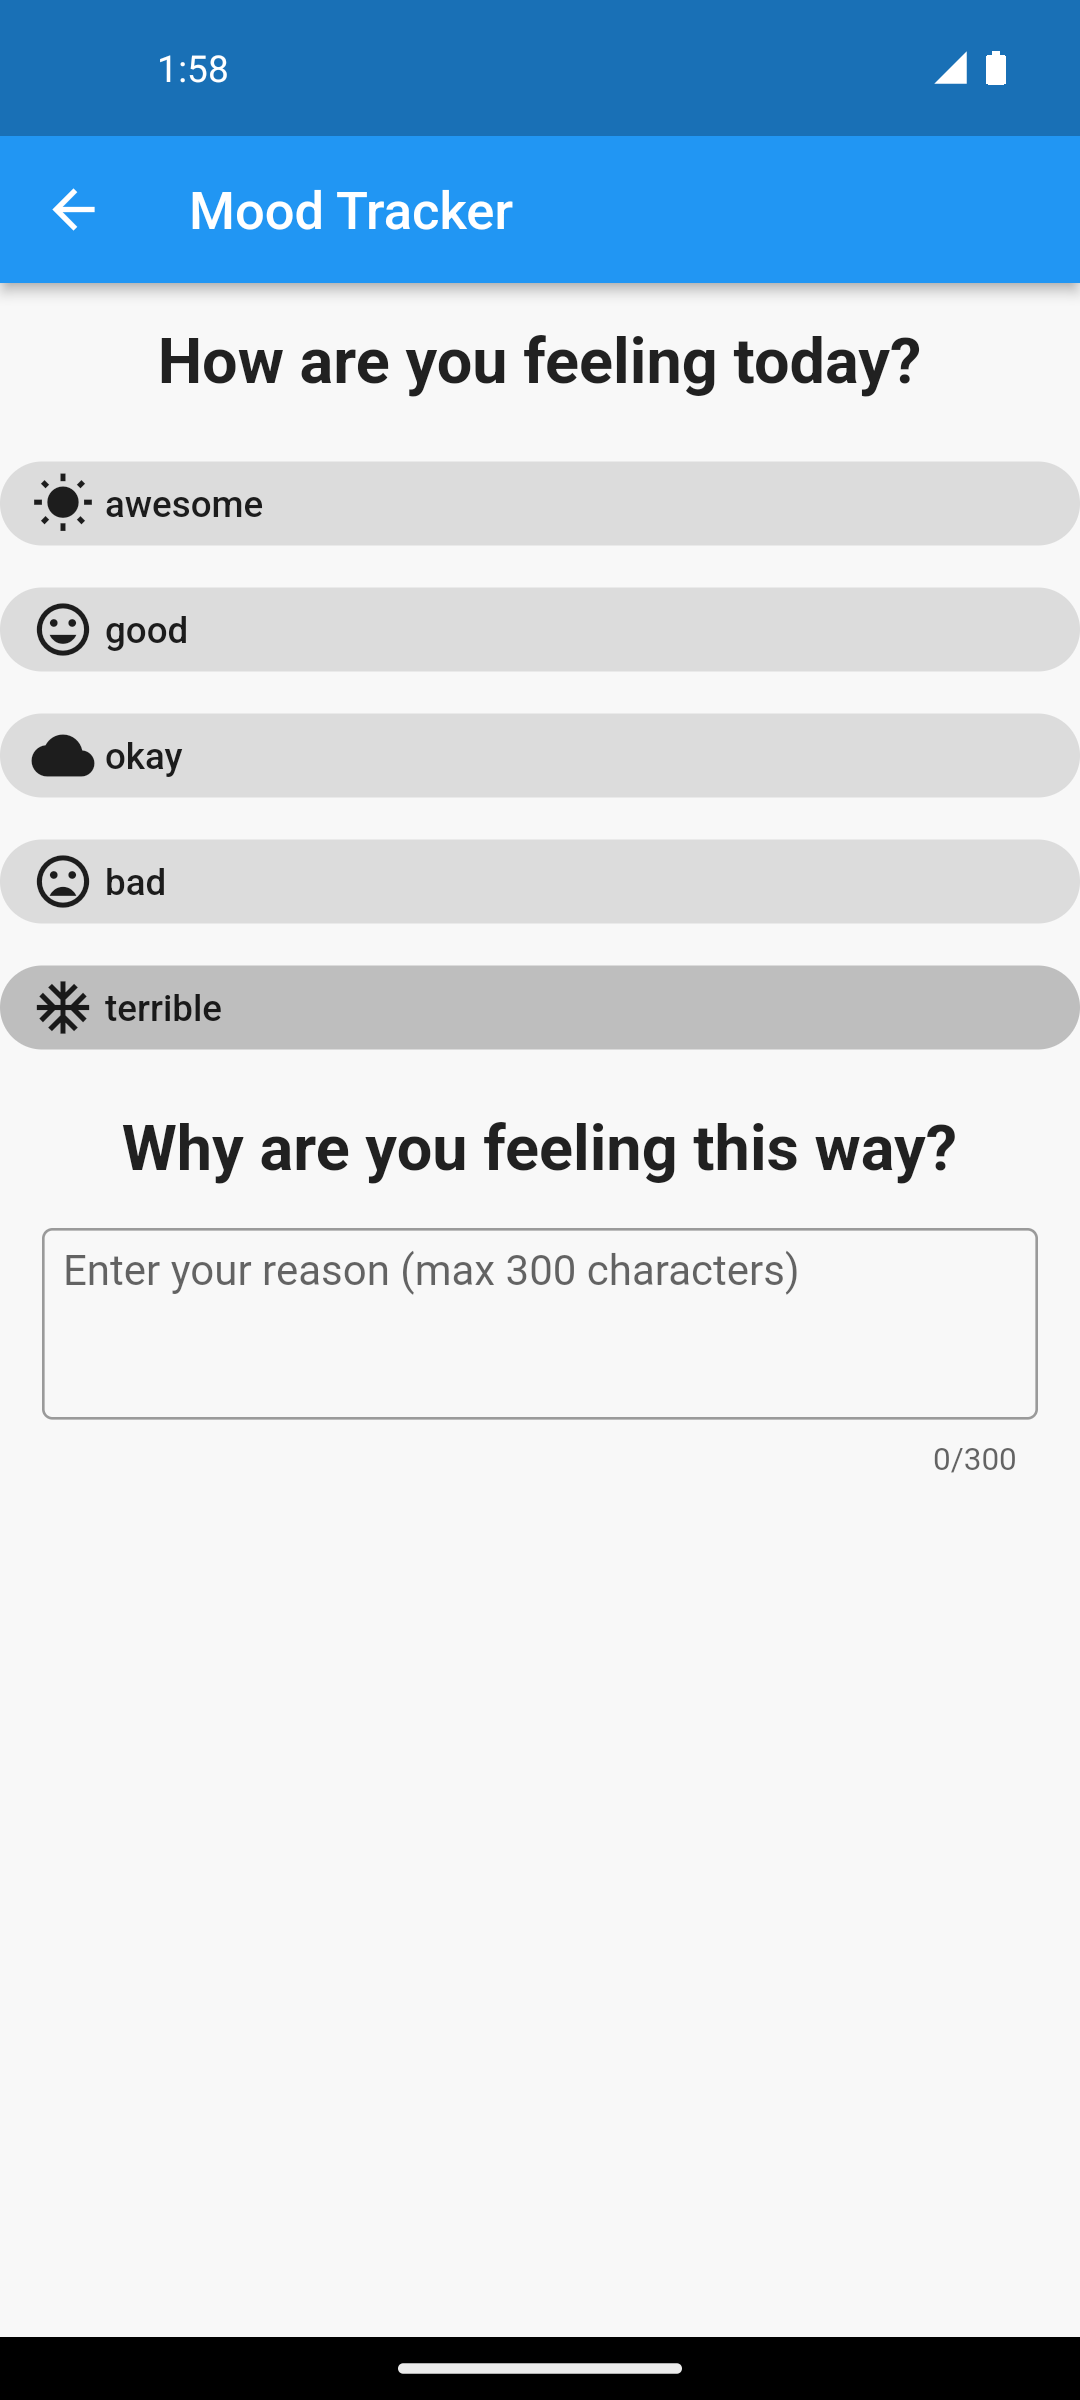 1:58
Mood Tracker
How are you feeling today?
awesome
good
okay
bad
terrible
Why are you feeling this way?
Enter your reason (max 300 characters)
0/300